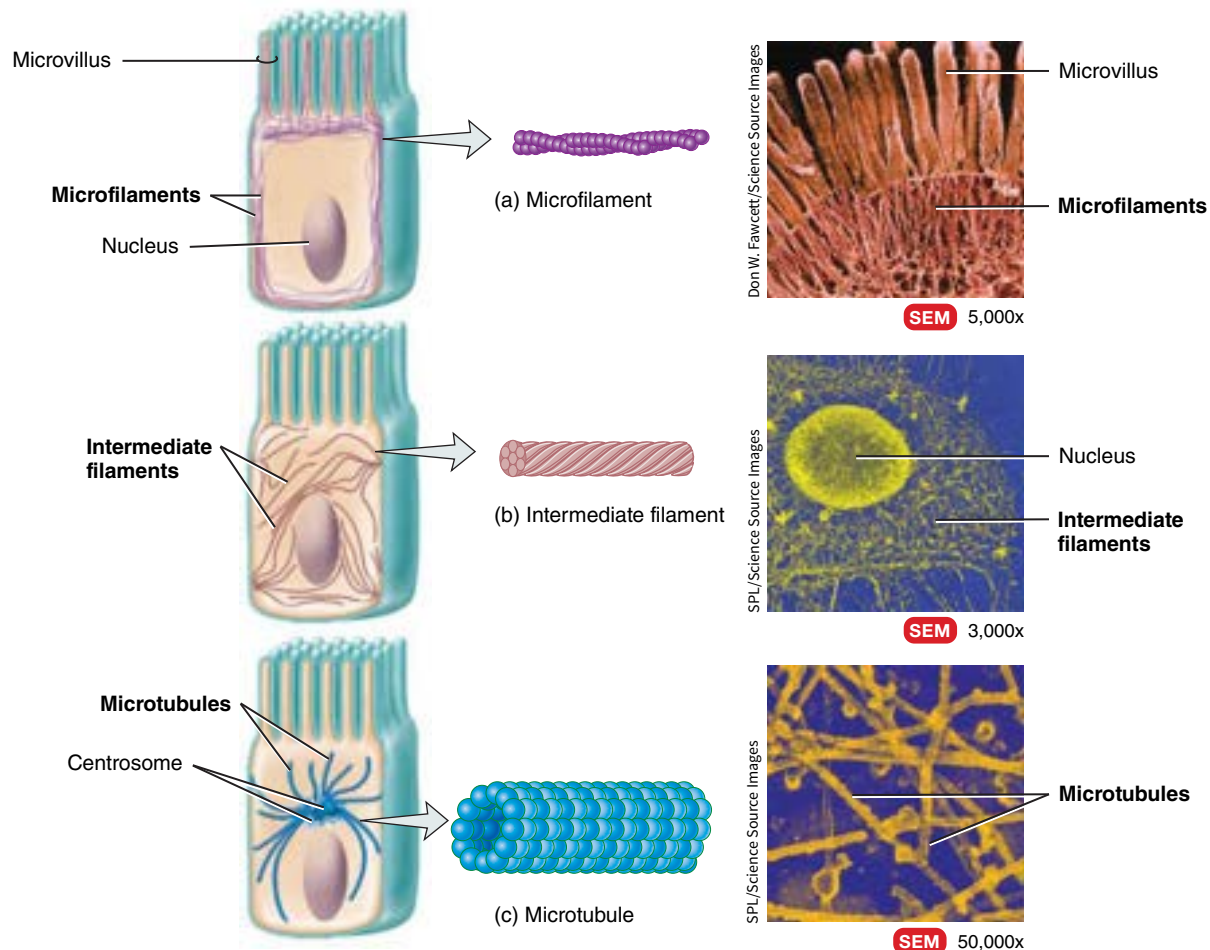 Microvillus
Microfilaments
Nucleus
(a) Microfilament
Don W. Fawcett/Science Source Images
Microvillus
Microfilaments
SEM 5,000x
Intermediate
filaments
(b) Intermediate filament
SPL/Science Source Images
Nucleus
Intermediate
filaments
SEM 3,000x
Microtubules
Centrosome
(c) Microtubule
SPL/Science Source Images
Microtubules
SEM 50,000x